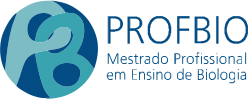 PROFBIO
Mestrado Profissional
em Ensino de Biologia